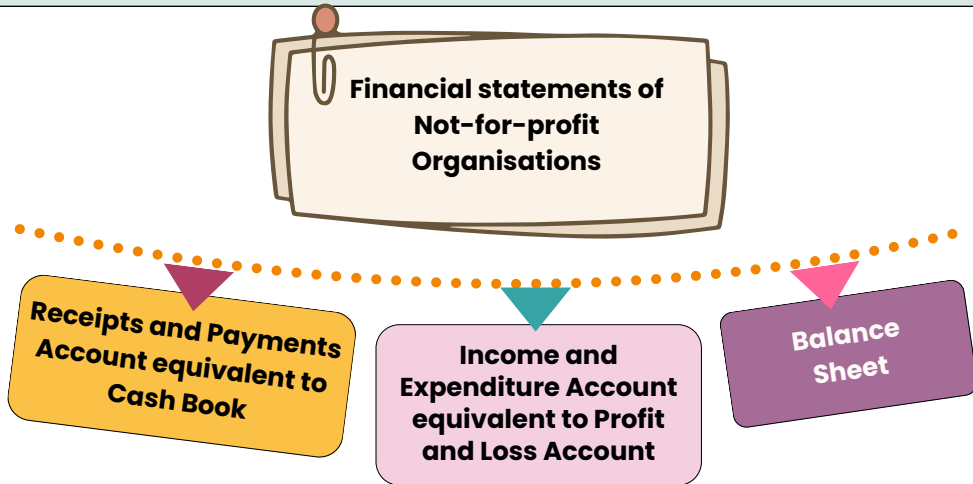 Financial statements of
Not-for-profit
Organisations
Receipts and Payments
Account equivalent to
Cash Book
Income and
Expenditure Account
equivalent to Profit
and Loss Account
Balance
Sheet